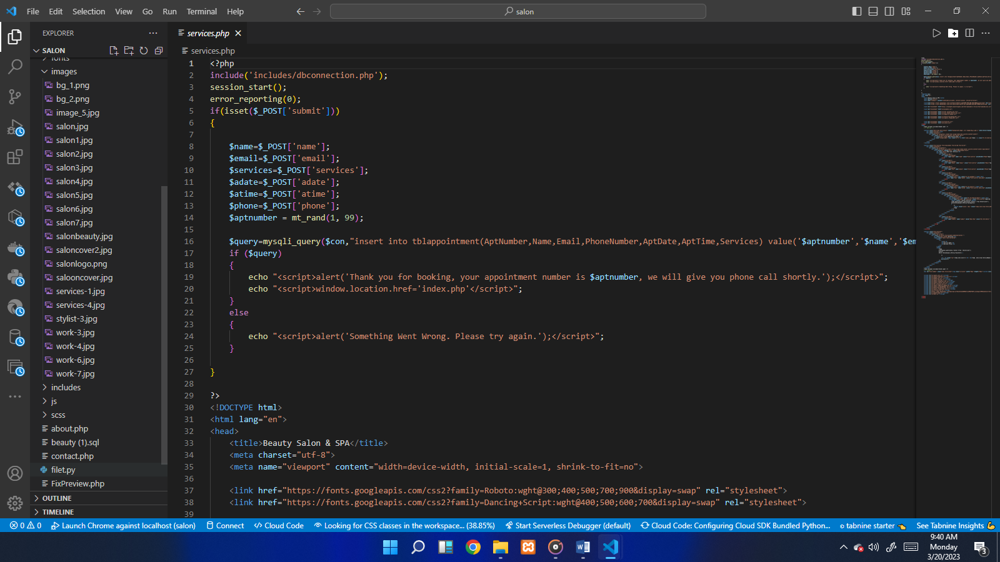 File Edit Selection View Go Run Terminal Help
salon
EXPLORER
SALON
fonts
images
bg_1.png
bg_2.png
image_5.jpg
salon.jpg
salon1.jpg
salon2.jpg
salon3.jpg
salon4.jpg
salon5.jpg
salon6.jpg
salon7.jpg
salonbeauty.jpg
saloncover2.jpg
salonlogo.png
salooncover.jpg
services-1.jpg
services-4.jpg
stylist-3.jpg
work-3.jpg
work-4.jpg
work-6.jpg
work-7.jpg
includes
js
scss
about.php
beauty (1).sql
contact.php
filet.py
FixPreview.php
OUTLINE
TIMELINE
services.php
services.php
1 <?php
2 include('includes/dbconnection.php');
3 session_start();
4 error_reporting(0);
5 if(isset($_POST['submit']))
6 {
7
8 $name=$_POST['name'];
9 $email=$_POST['email'];
10 $services=$_POST['services'];
11 $adate=$_POST['adate'];
12 $atime=$_POST['atime'];
13 $phone=$_POST['phone'];
14 $aptnumber = mt_rand(1, 99);
15
16 $query=mysqli_query($con,"insert into tblappointment(AptNumber,Name,Email,PhoneNumber,AptDate,AptTime,Services) value('$aptnumber','$name','$em
17 if ($query)
18 {
19 echo "<script>alert('Thank you for booking, your appointment number is $aptnumber, we will give you phone call shortly.');</script>";
20 echo "<script>window.location.href='index.php'</script>";
21 }
22 else
23 {
24 echo "<script>alert('Something Went Wrong. Please try again.');</script>";
25 }
26
27 }
28
29 ?>
30 <!DOCTYPE html>
31 <html lang="en">
32 <head>
33 <title>Beauty Salon & SPA</title>
34 <meta charset="utf-8">
35 <meta name="viewport" content="width=device-width, initial-scale=1, shrink-to-fit=no">
36
37 <link href="https://fonts.googleapis.com/css2?family=Roboto:wght@300;400;500;700;900&display=swap" rel="stylesheet">
38 <link href="https://fonts.googleapis.com/css2?family=Dancing+Script:wght@400;500;600;700&display=swap" rel="stylesheet">
39
0 0 Launch Chrome against localhost (salon) Connect Cloud Code Looking for CSS classes in the workspace... (38.85%) Start Serverless Debugger (default) Cloud Code: Configuring Cloud SDK Bundled Python... tabnine starter See Tabnine Insights
9:40 AM
Monday
3/20/2023
3